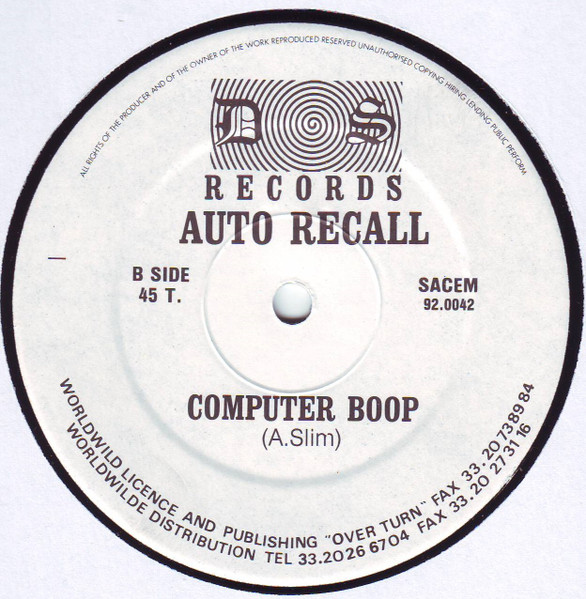 ALL RIGHTS OF THE PRODUCER AND OF THE OWNER OF THE WORK REPRODUCED RESERVED UNAUTHORISED COPYING HIRING LENDING PUBLIC PERFORM
D S
RECORDS
AUTO RECALL
B SIDE
45 T.
SACEM
92.0042
COMPUTER BOOP
(A.Slim)
WORLDWILD LICENCE AND PUBLISHING "OVER TURN" FAX 33.20 73 89 84
WORLDWILDE DISTRIBUTION TEL 33.20 26 67 04 FAX 33.20 27 31 16